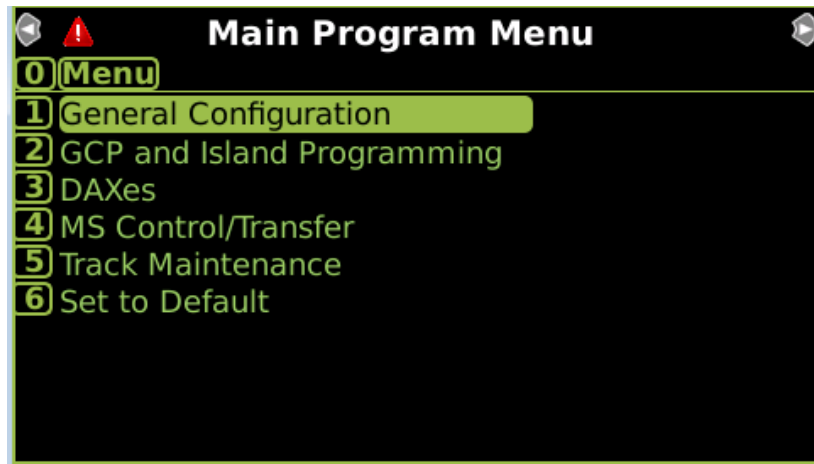 Main Program Menu
0 Menu
1 General Configuration
2 GCP and Island Programming
3 DAXes
4 MS Control/Transfer
5 Track Maintenance
6 Set to Default